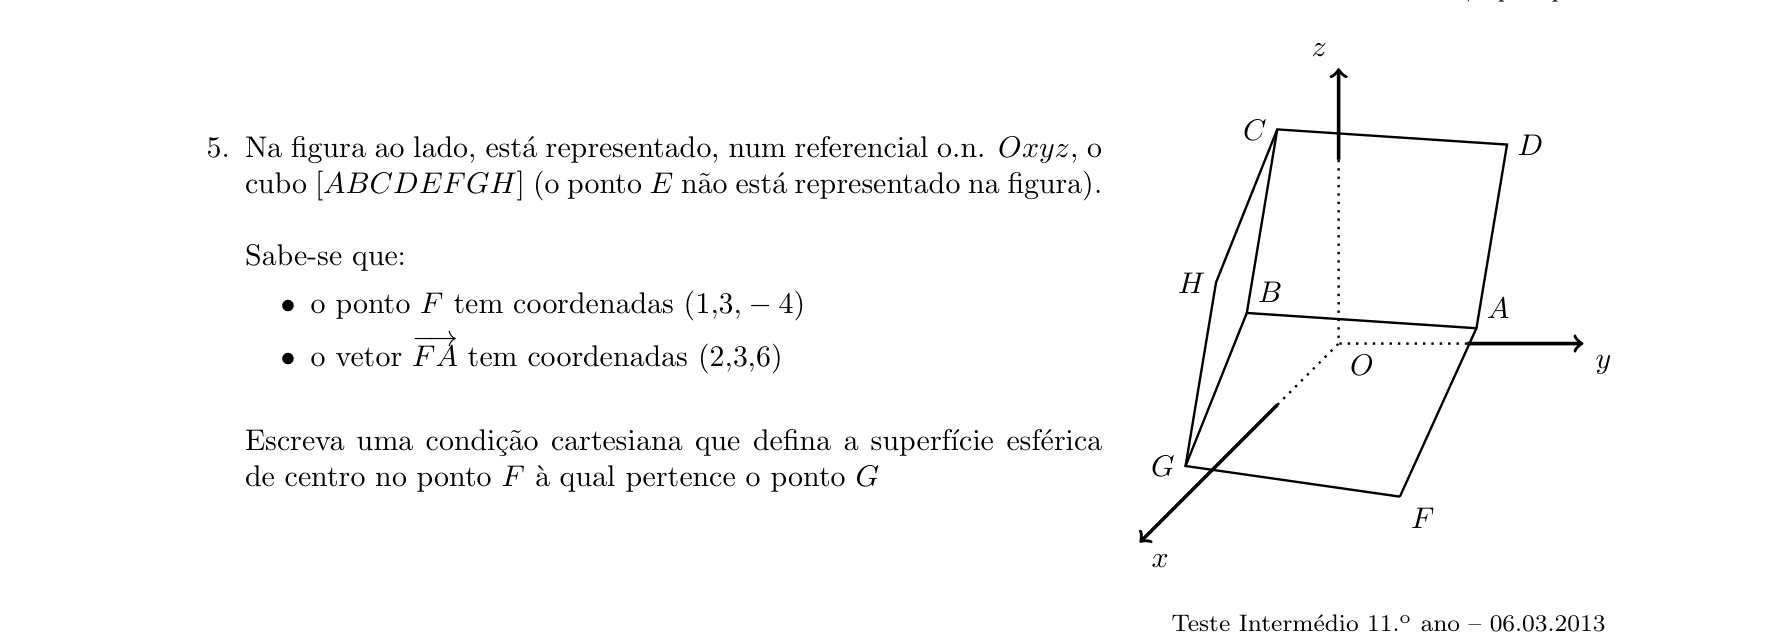 5. Na figura ao lado, está representado, num referencial o.n. Oxyz, o
cubo [ABCDEFGH] (o ponto E não está representado na figura).
Sabe-se que:
• o ponto F tem coordenadas (1,3, − 4)
• o vetor \overrightarrow{FA} tem coordenadas (2,3,6)
Escreva uma condição cartesiana que defina a superfície esférica
de centro no ponto F à qual pertence o ponto G
z
C
D
H
B
A
O
y
G
F
x
Teste Intermédio 11.º ano – 06.03.2013